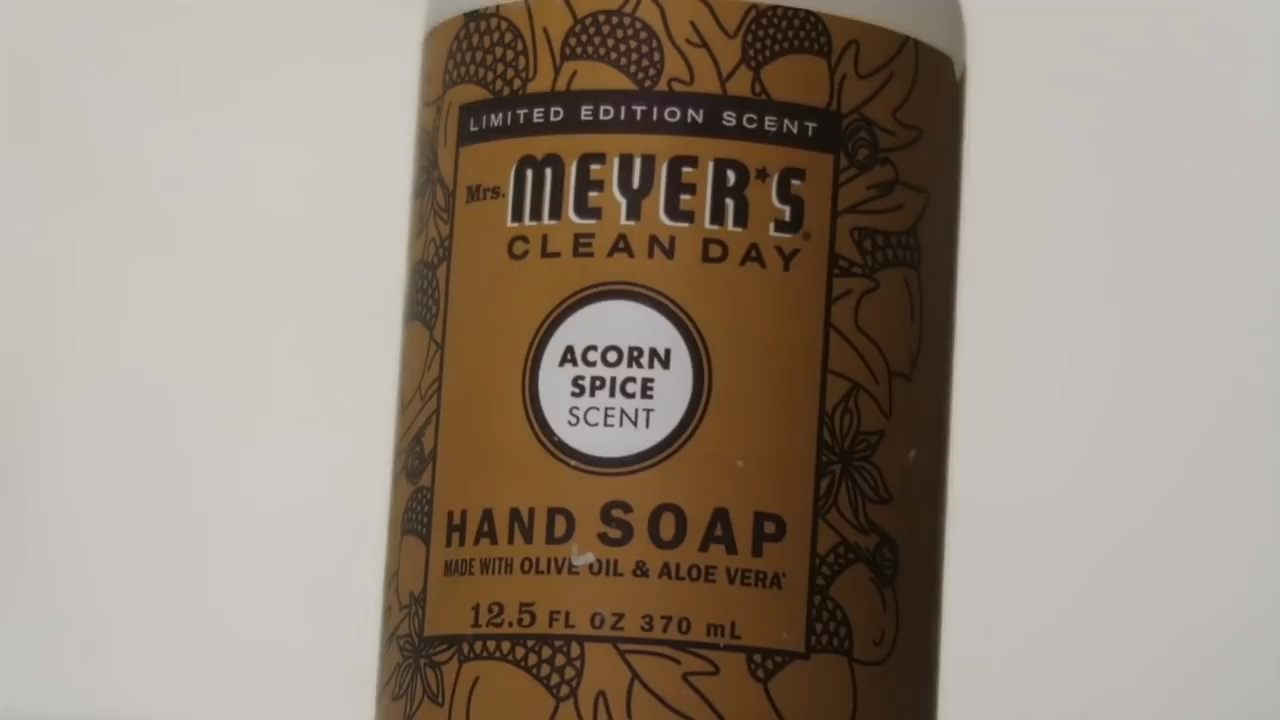 LIMITED EDITION SCENT
Mrs. MEYER'S®
CLEAN DAY
ACORN
SPICE
SCENT
HAND SOAP
MADE WITH OLIVE OIL & ALOE VERA*
12.5 FL OZ 370 mL